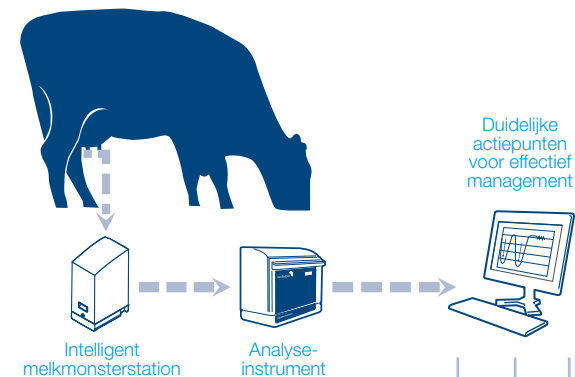 Duidelijke
actiepunten
voor effectief
management
Intelligent
melkmonsterstation
Analyse-
instrument